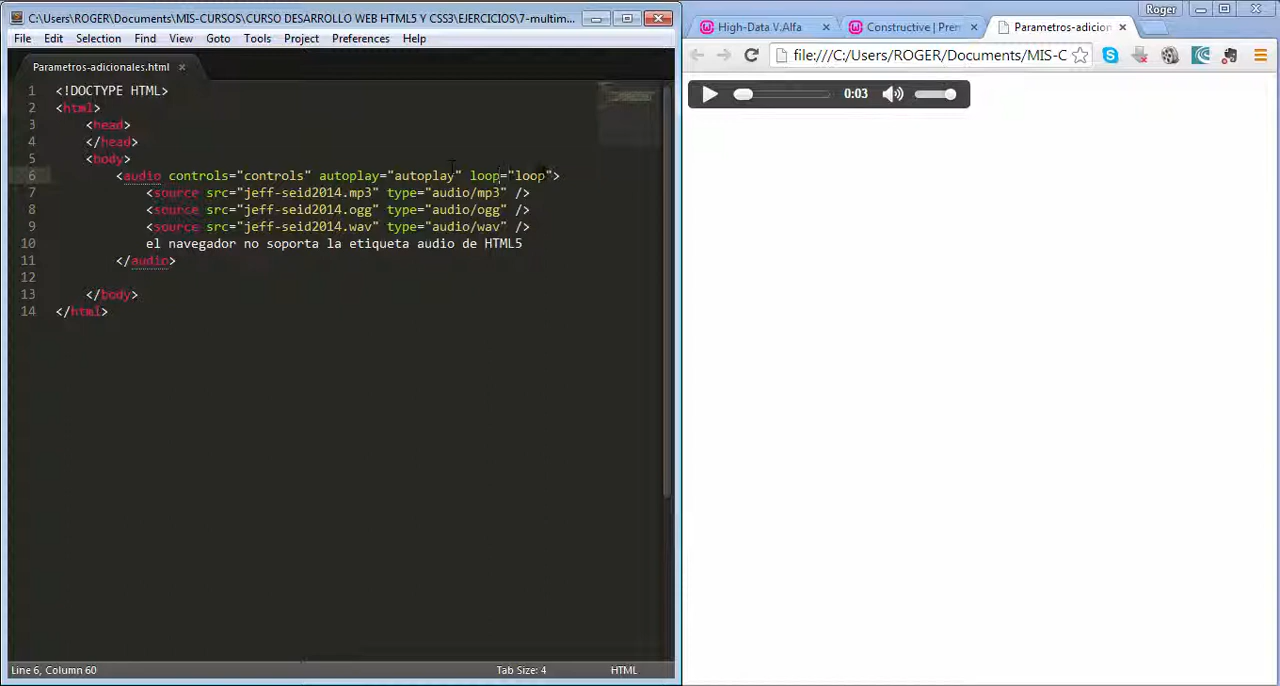 C:\Users\ROGER\Documents\MIS-CURSOS\CURSO DESARROLLO WEB HTML5 Y CSS3\EJERCICIOS\7-multim...
File Edit Selection Find View Goto Tools Project Preferences Help
Parametros-adicionales.html ×
1 <!DOCTYPE HTML>
2 <html>
3 <head>
4 </head>
5 <body>
6 <audio controls="controls" autoplay="autoplay" loop="loop">
7 <source src="jeff-seid2014.mp3" type="audio/mp3" />
8 <source src="jeff-seid2014.ogg" type="audio/ogg" />
9 <source src="jeff-seid2014.wav" type="audio/wav" />
10 el navegador no soporta la etiqueta audio de HTML5
11 </audio>
12
13 </body>
14 </html>
Line 6, Column 60 Tab Size: 4 HTML
Roger
High-Data V.Alfa × Constructive | Prem × Parametros-adicion ×
file:///C:/Users/ROGER/Documents/MIS-C
0:03